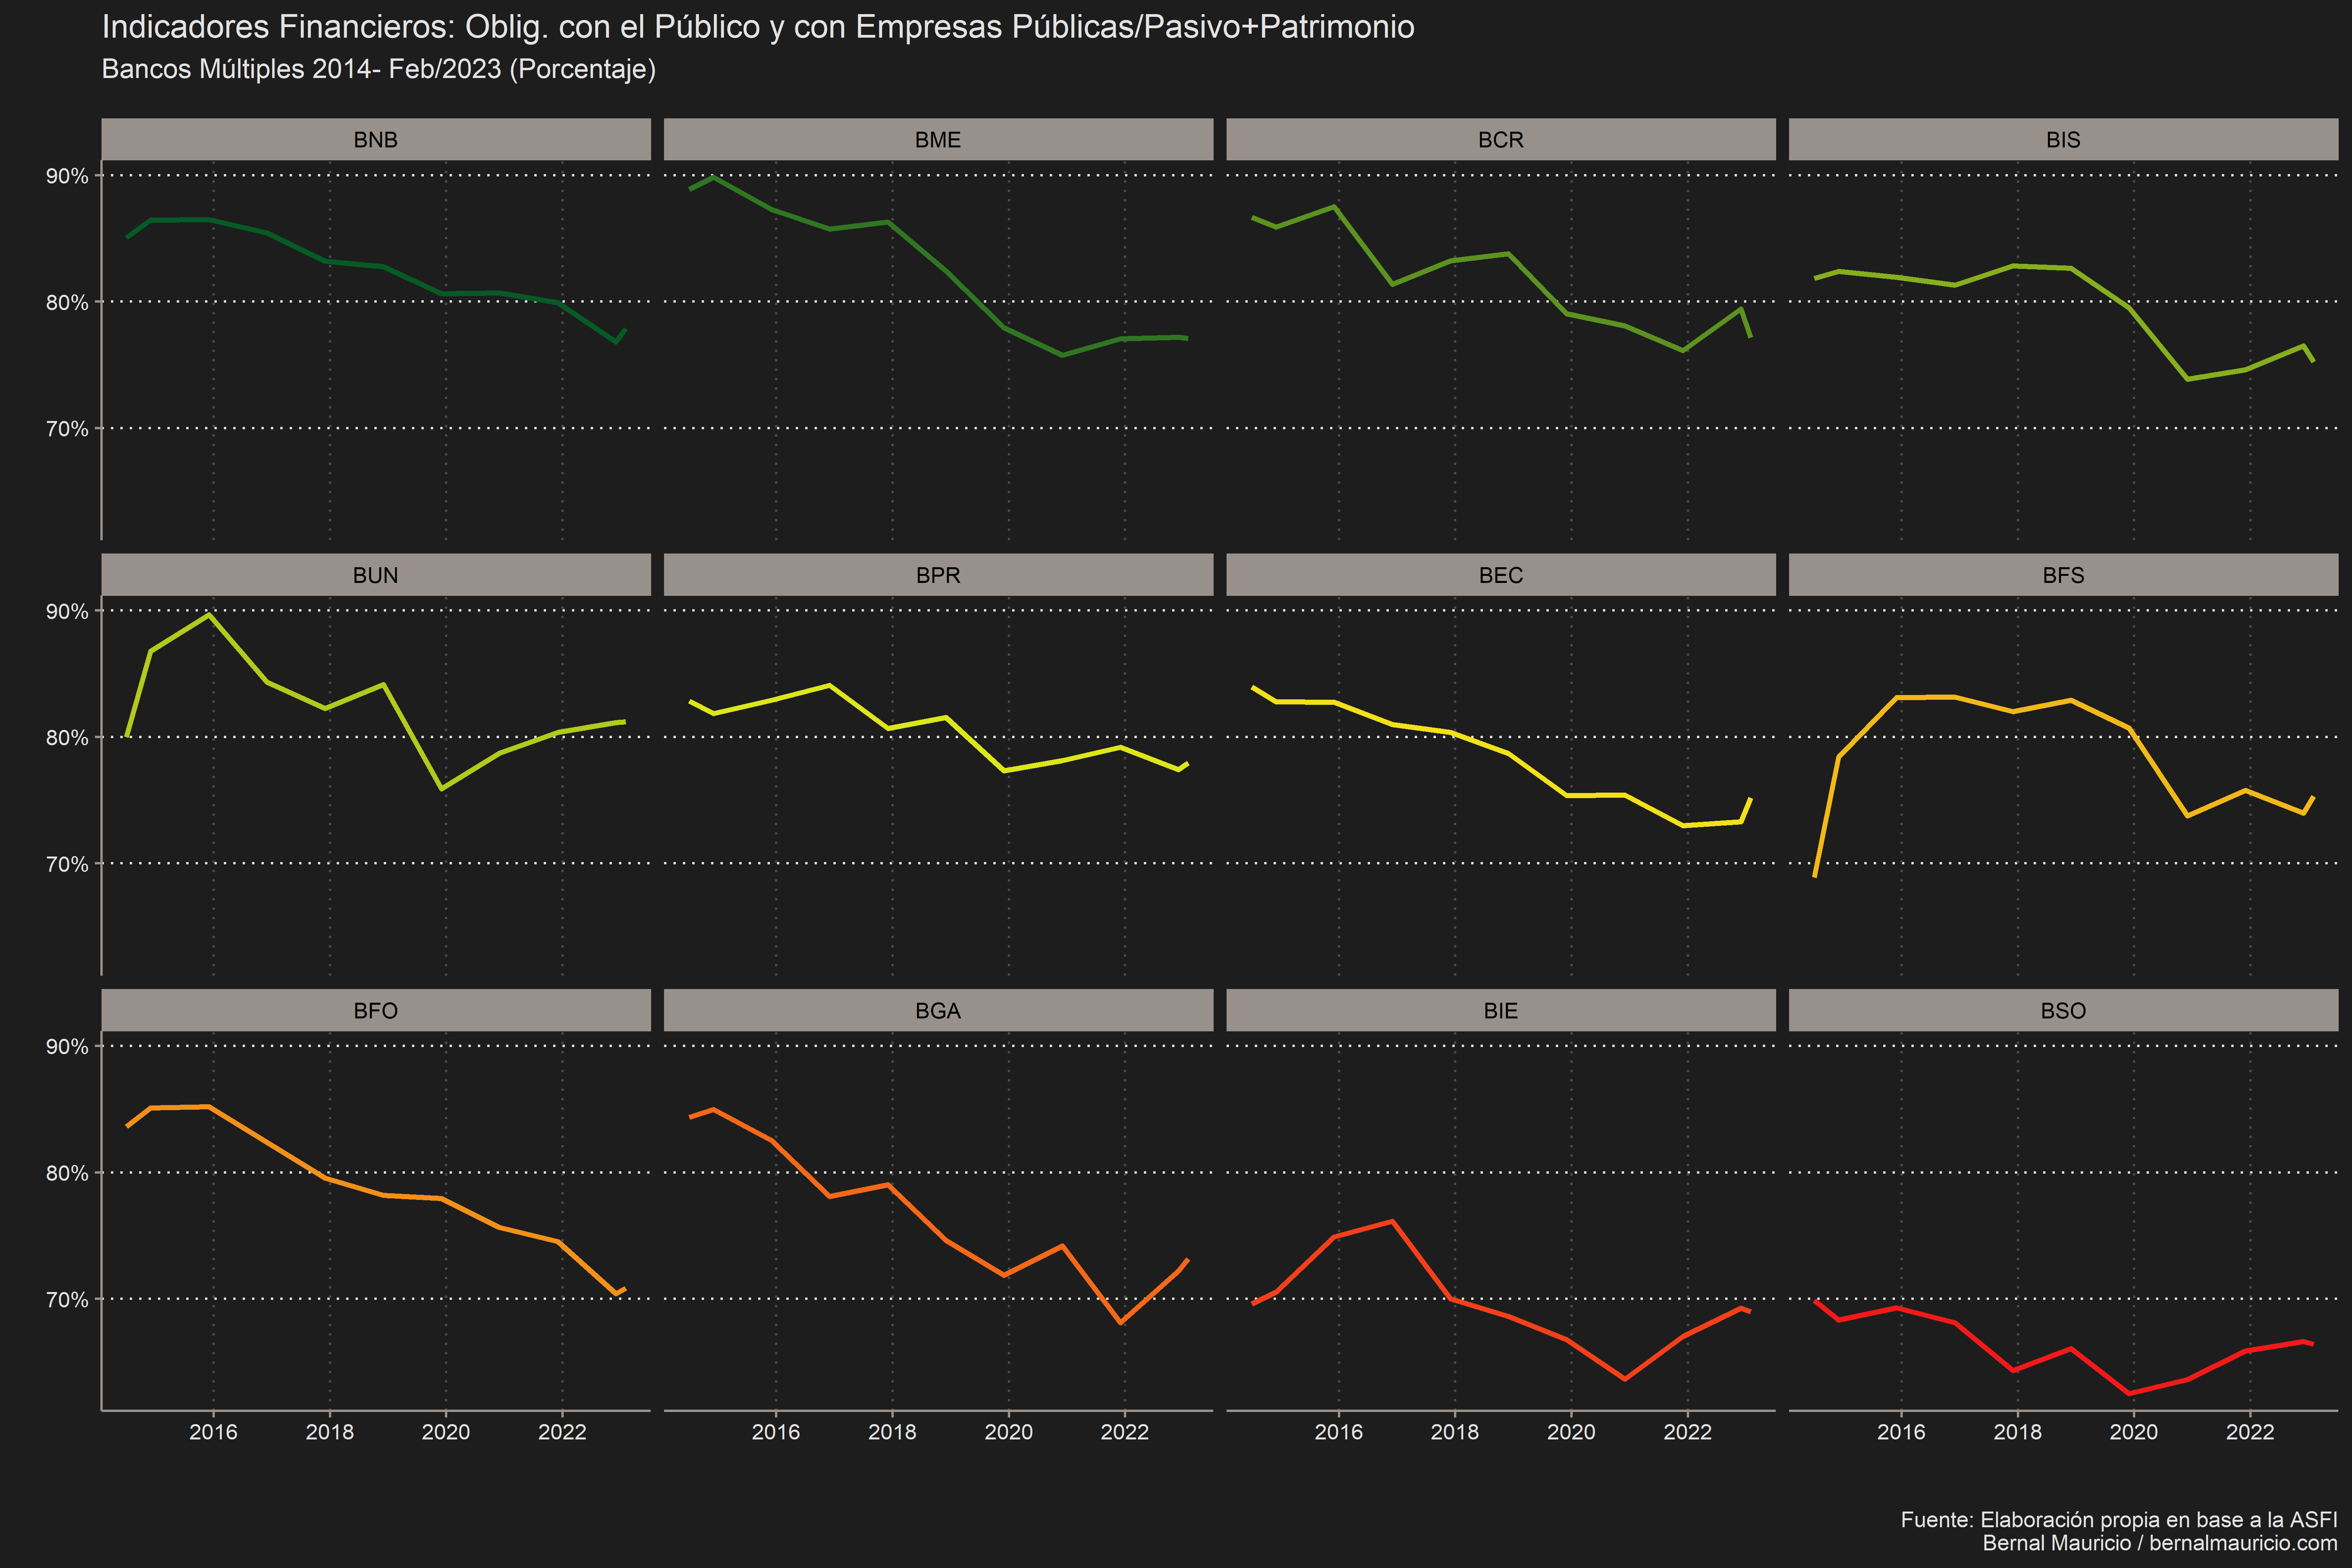 Indicadores Financieros: Oblig. con el Público y con Empresas Públicas/Pasivo+Patrimonio
Bancos Múltiples 2014- Feb/2023 (Porcentaje)
BNB BME BCR BIS
90%
80%
70%
BUN BPR BEC BFS
90%
80%
70%
BFO BGA BIE BSO
90%
80%
70%
2016 2018 2020 2022 2016 2018 2020 2022 2016 2018 2020 2022 2016 2018 2020 2022
Fuente: Elaboración propia en base a la ASFI
Bernal Mauricio / bernalmauricio.com